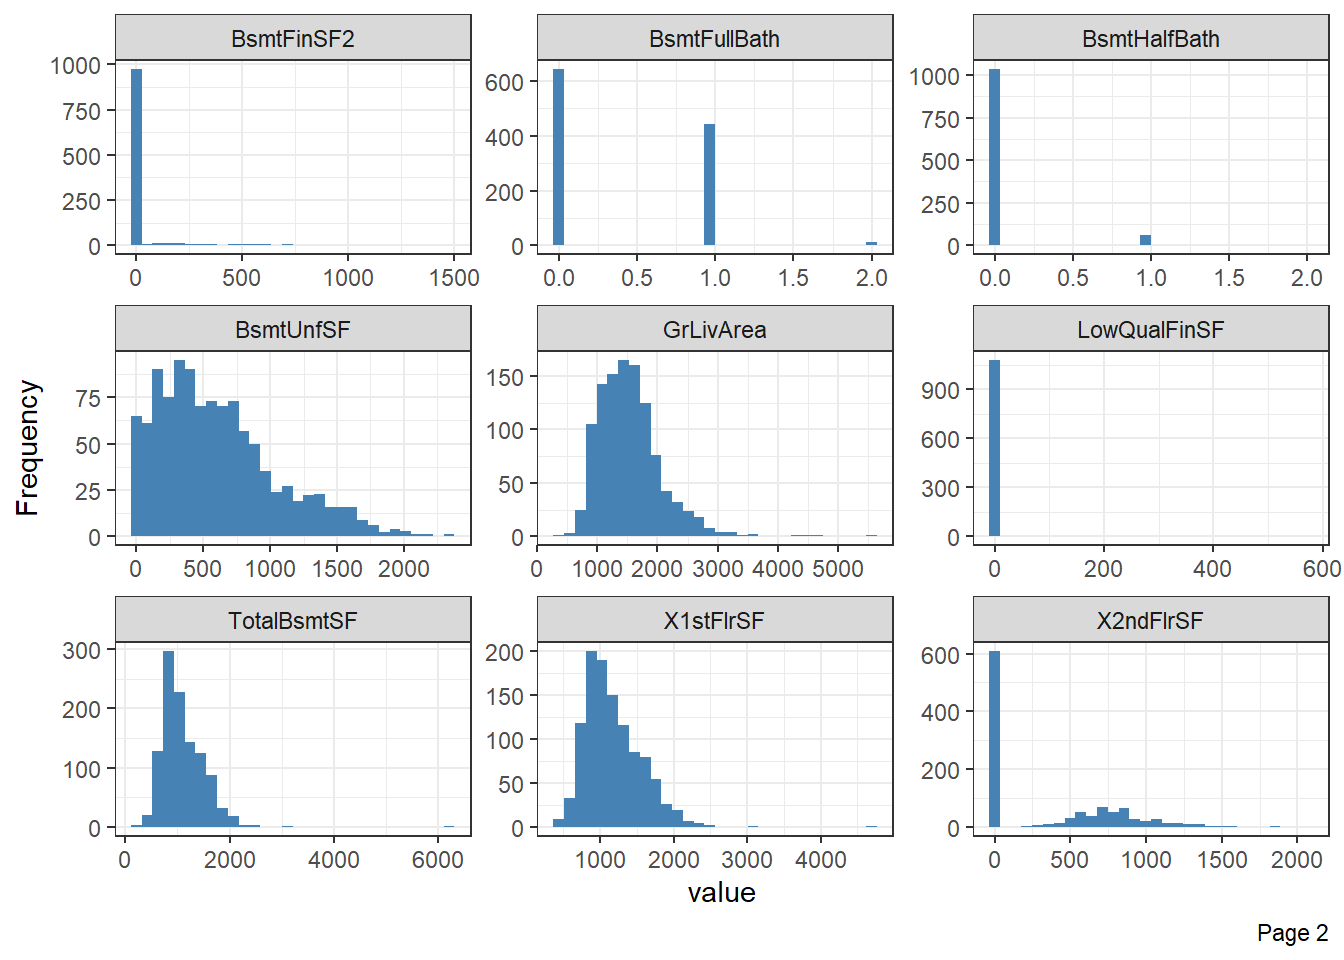 BsmtFinSF2 BsmtFullBath BsmtHalfBath
1000 750 500 250 0
600 400 200 0
1000 750 500 250 0
0 500 1000 1500
0.0 0.5 1.0 1.5 2.0
0.0 0.5 1.0 1.5 2.0
BsmtUnfSF GrLivArea LowQualFinSF
75 50 25 0
150 100 50 0
900 600 300 0
0 500 1000 1500 2000
0 1000 2000 3000 4000 5000
0 200 400 600
TotalBsmtSF X1stFlrSF X2ndFlrSF
300 200 100 0
200 150 100 50 0
600 400 200 0
0 2000 4000 6000
1000 2000 3000 4000
0 500 1000 1500 2000
Frequency
value
Page 2